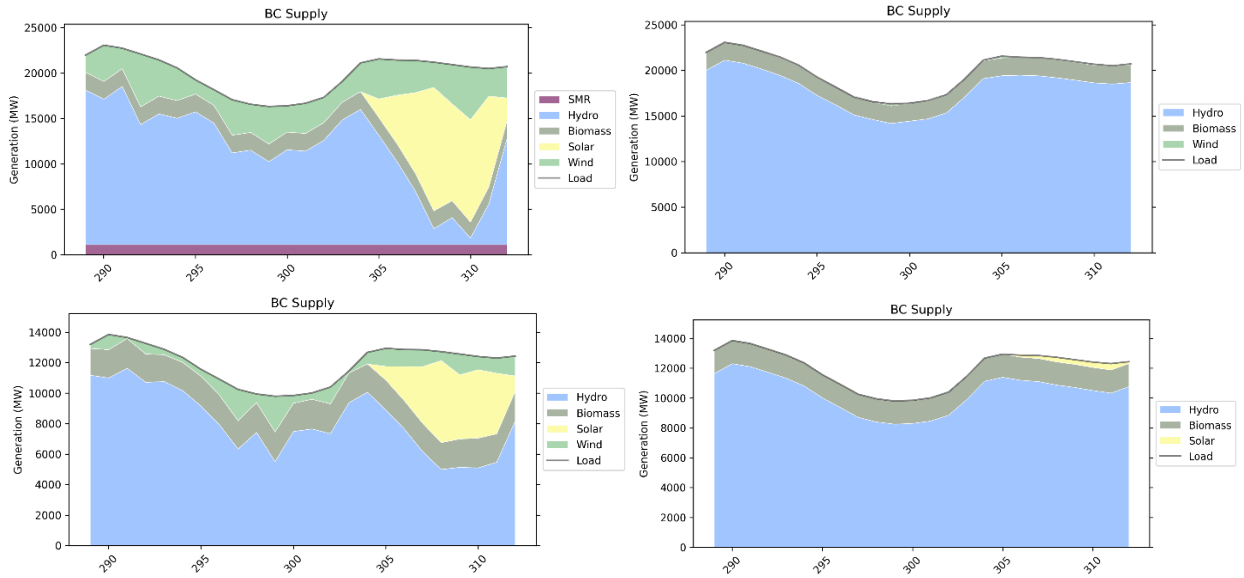 BC Supply
25000
20000
15000
10000
5000
0
Generation (MW)
290
295
300
305
310
SMR
Hydro
Biomass
Solar
Wind
Load
BC Supply
25000
20000
15000
10000
5000
0
Generation (MW)
290
295
300
305
310
Hydro
Biomass
Wind
Load
BC Supply
14000
12000
10000
8000
6000
4000
2000
0
Generation (MW)
290
295
300
305
310
Hydro
Biomass
Solar
Wind
Load
BC Supply
14000
12000
10000
8000
6000
4000
2000
0
Generation (MW)
290
295
300
305
310
Hydro
Biomass
Solar
Load